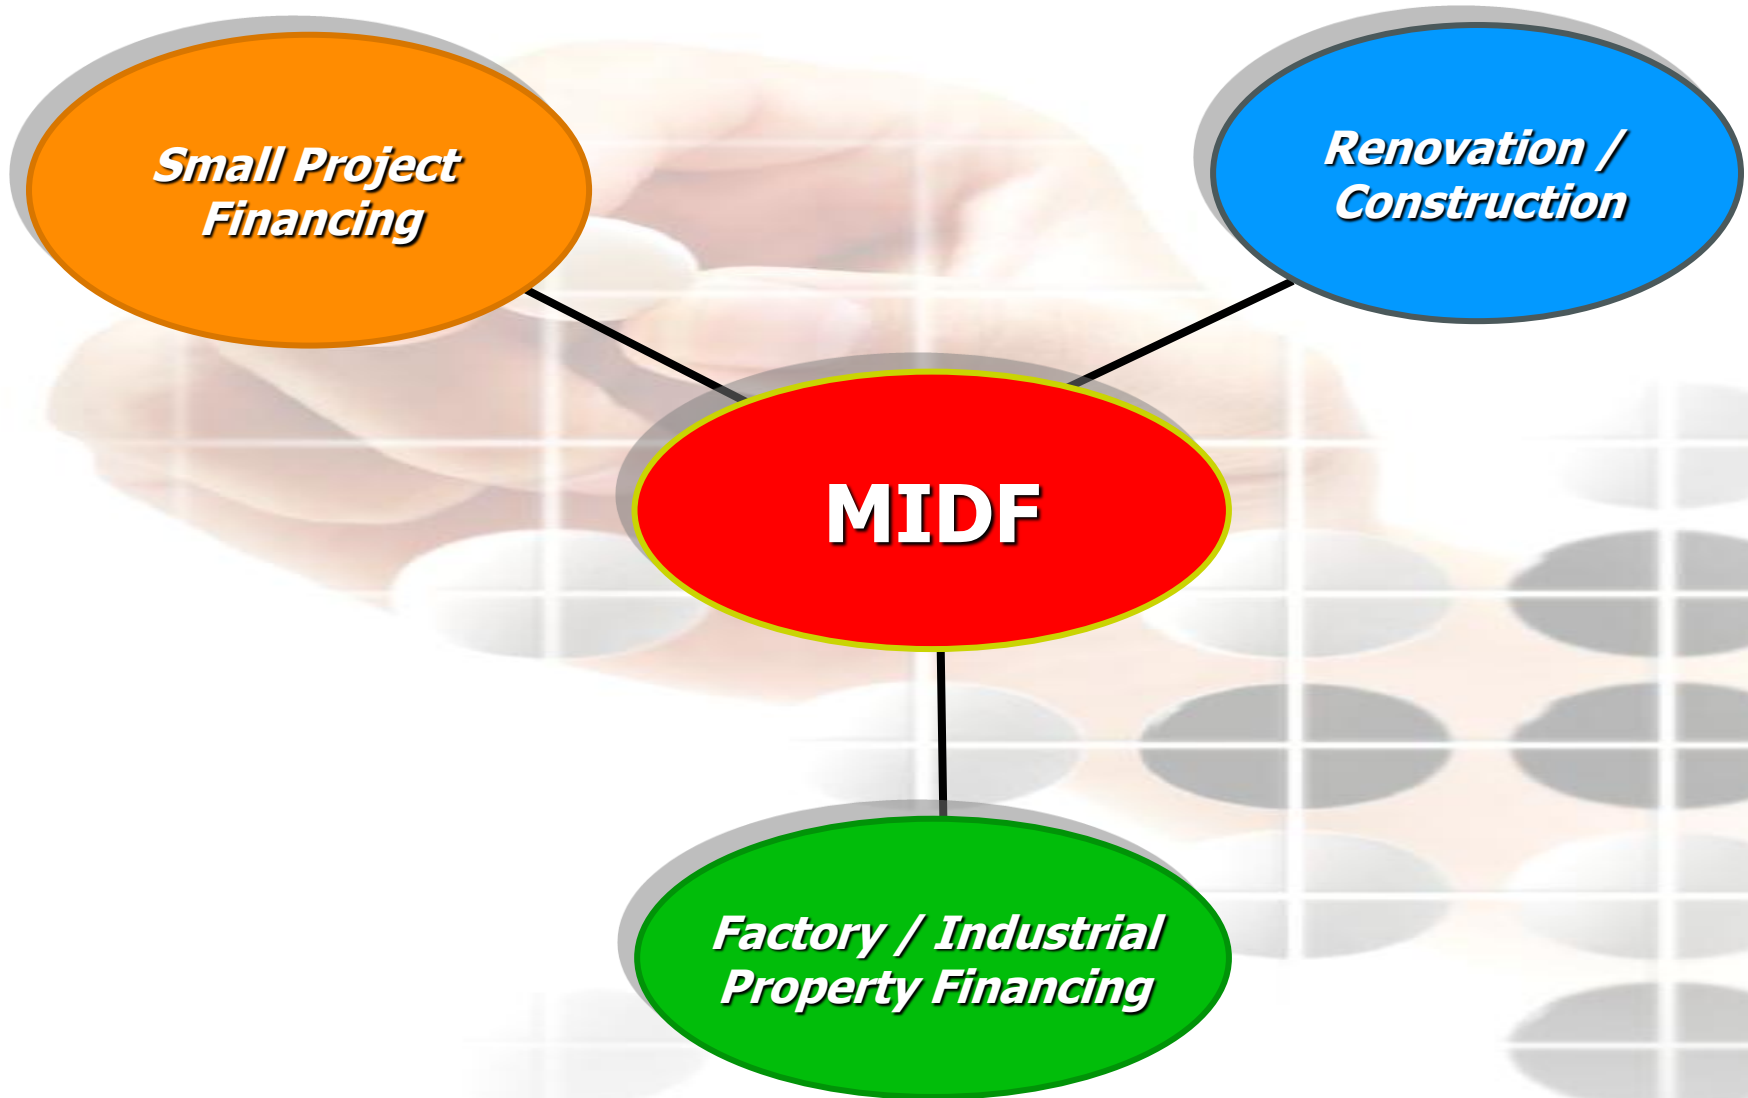 Small Project
Financing
Renovation /
Construction
MIDF
Factory / Industrial
Property Financing